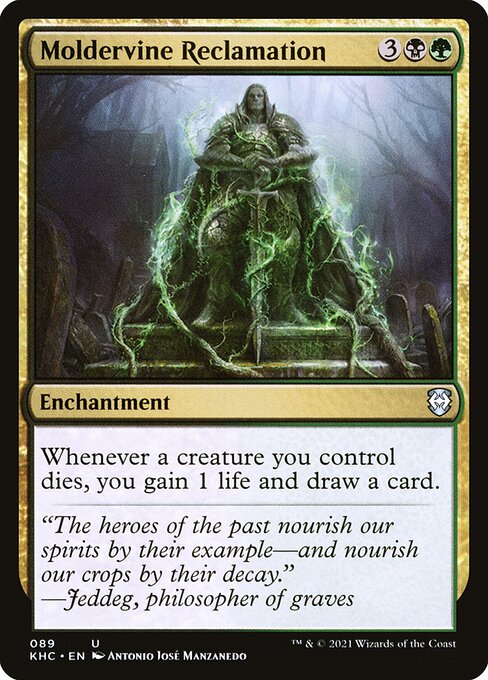 Moldervine Reclamation 3
Enchantment
Whenever a creature you control
dies, you gain 1 life and draw a card.
“The heroes of the past nourish our
spirits by their example—and nourish
our crops by their decay.”
—Jeddeg, philosopher of graves
089 U
KHC • EN Antonio José Manzanedo
™ & © 2021 Wizards of the Coast